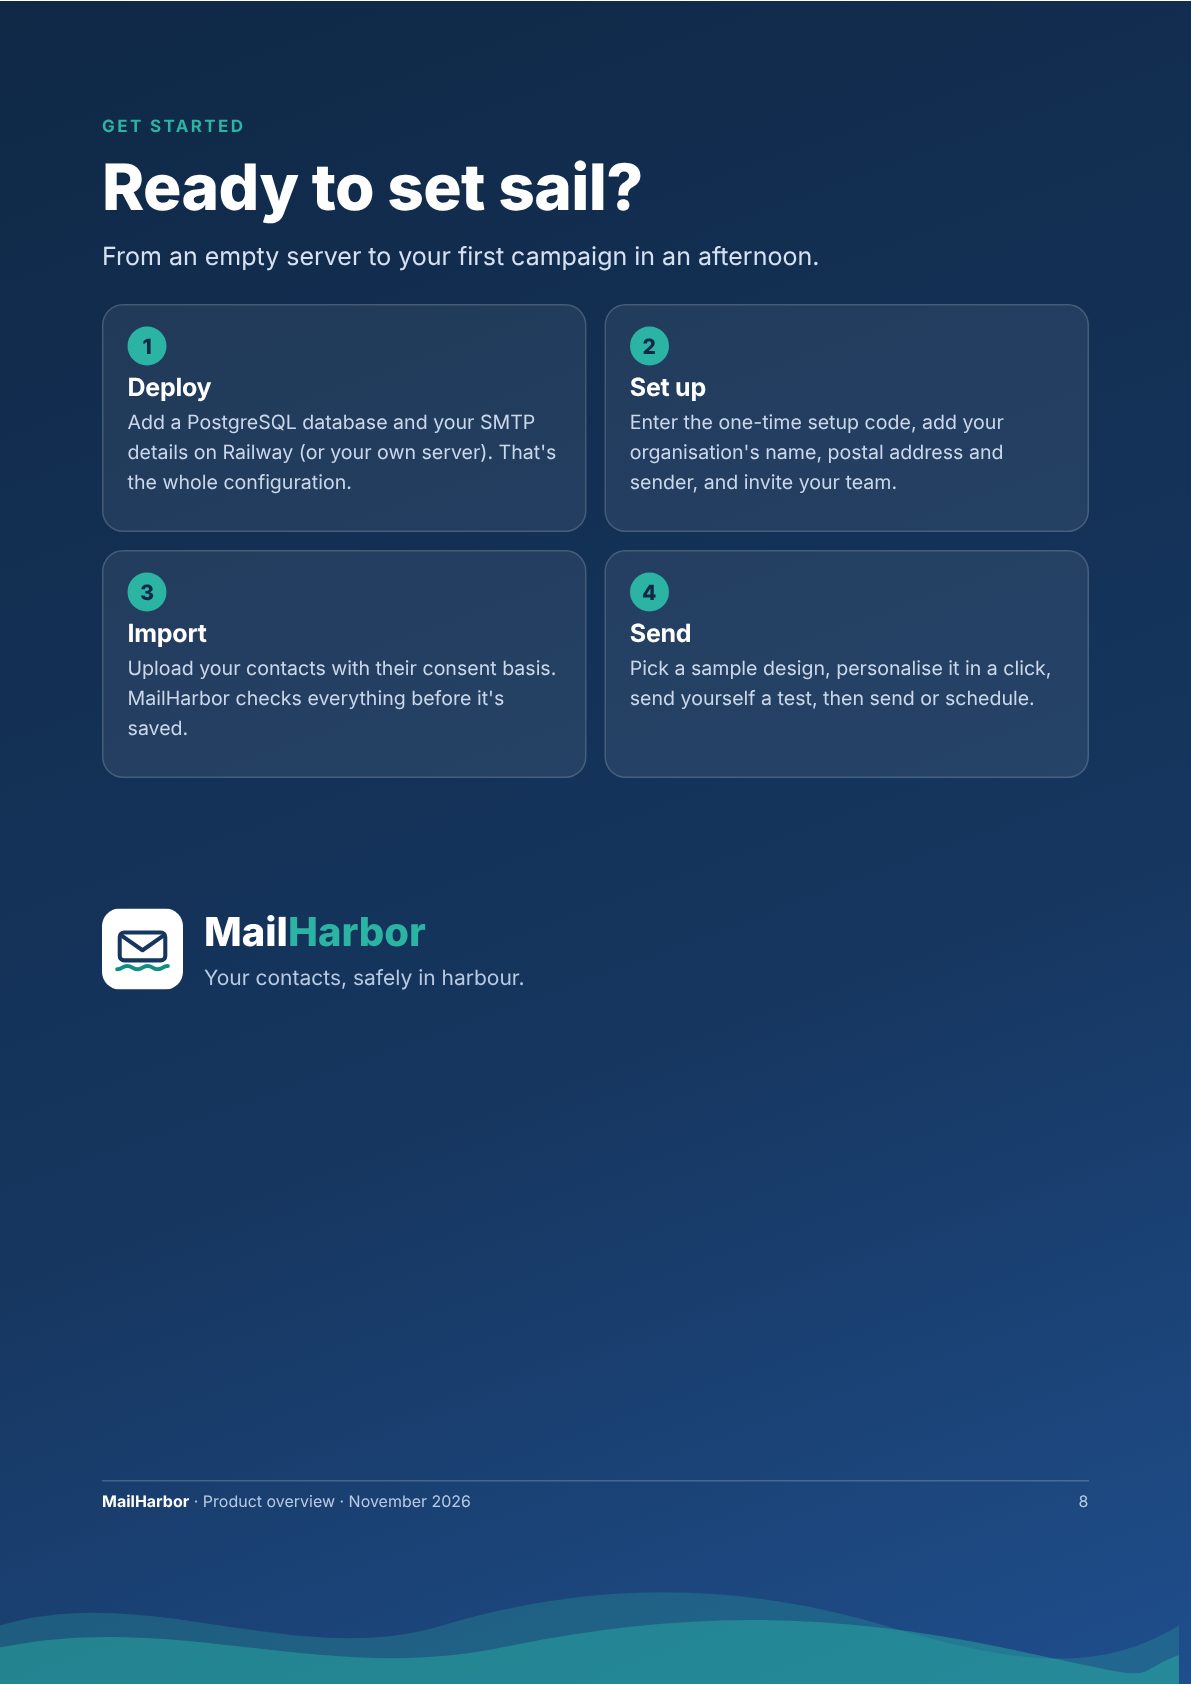 GET STARTED
Ready to set sail?
From an empty server to your first campaign in an afternoon.
1
Deploy
Add a PostgreSQL database and your SMTP
details on Railway (or your own server). That's
the whole configuration.
2
Set up
Enter the one-time setup code, add your
organisation's name, postal address and
sender, and invite your team.
3
Import
Upload your contacts with their consent basis.
MailHarbor checks everything before it's
saved.
4
Send
Pick a sample design, personalise it in a click,
send yourself a test, then send or schedule.
MailHarbor
Your contacts, safely in harbour.
MailHarbor · Product overview · November 2026
8